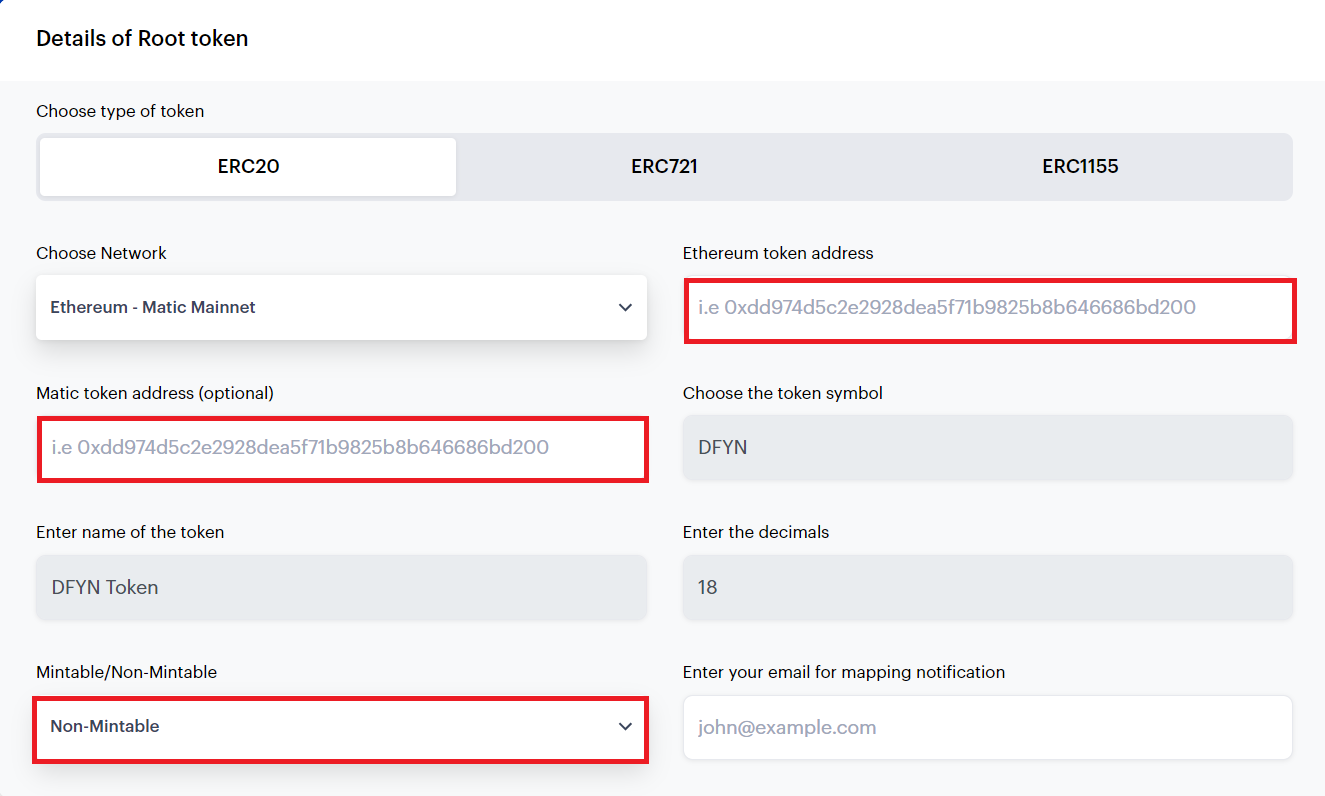 Details of Root token
Choose type of token
ERC20 ERC721 ERC1155
Choose Network
Ethereum - Matic Mainnet
Ethereum token address
i.e 0xdd974d5c2e2928dea5f71b9825b8b646686bd200
Matic token address (optional)
i.e 0xdd974d5c2e2928dea5f71b9825b8b646686bd200
Choose the token symbol
DFYN
Enter name of the token
DFYN Token
Enter the decimals
18
Mintable/Non-Mintable
Non-Mintable
Enter your email for mapping notification
john@example.com